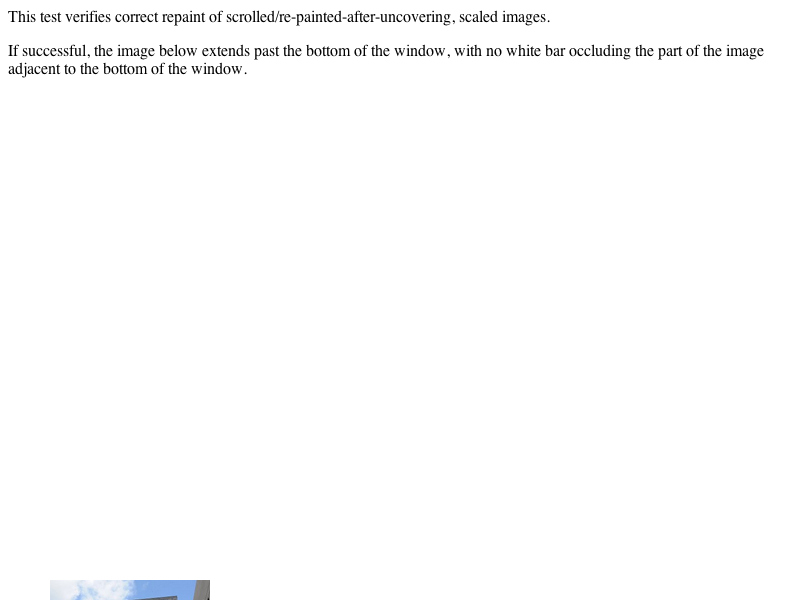 This test verifies correct repaint of scrolled/re-painted-after-uncovering, scaled images.
If successful, the image below extends past the bottom of the window, with no white bar occluding the part of the image
adjacent to the bottom of the window.